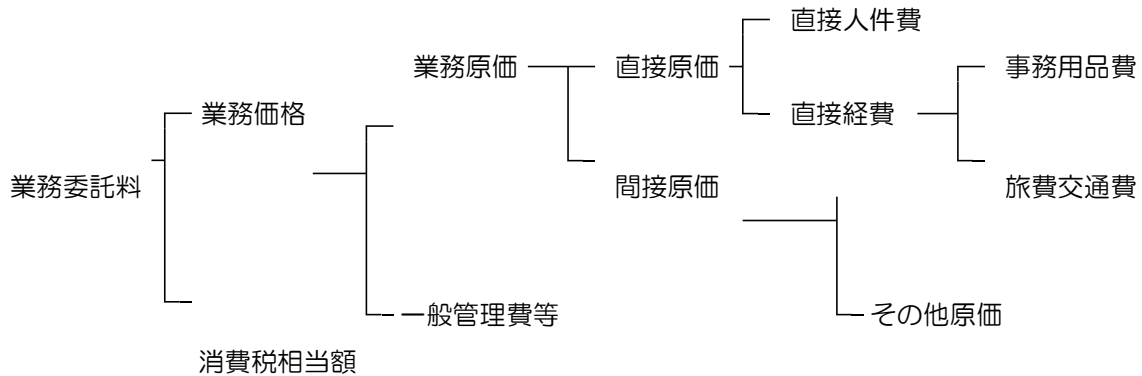 直接人件費
業務原価 直接原価 事務用品費
業務価格 直接経費
業務委託料 間接原価 旅費交通費
一般管理費等 その他原価
消費税相当額